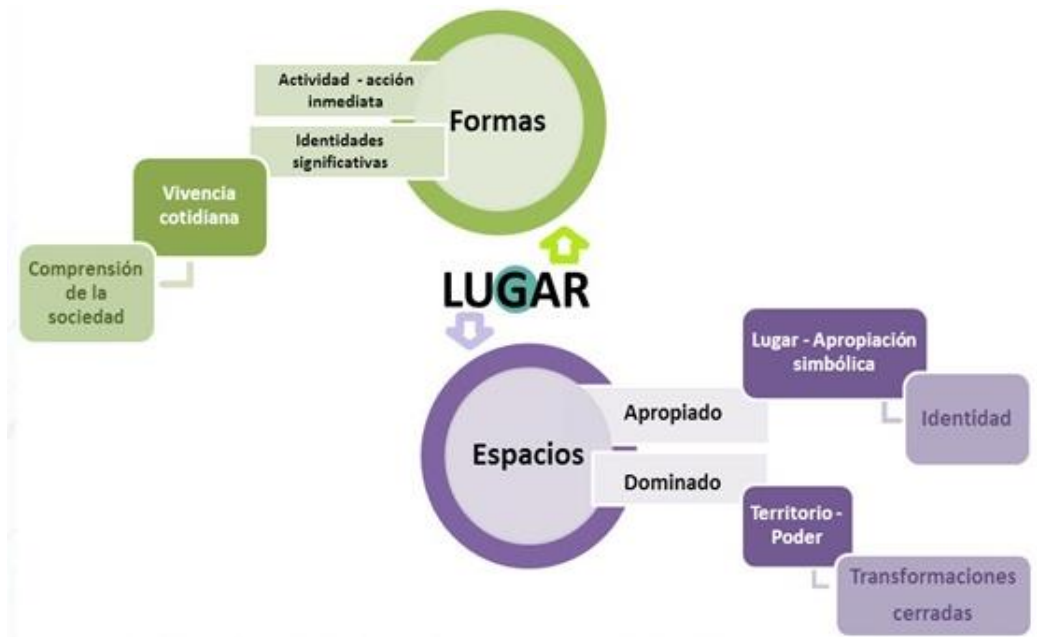 Actividad - acción
inmediata
Formas
Identidades
significativas
Vivencia
cotidiana
Comprensión
de la
sociedad
LUGAR
Lugar - Apropiación
simbólica
Apropiado
Identidad
Espacios
Dominado
Territorio -
Poder
Transformaciones
cerradas